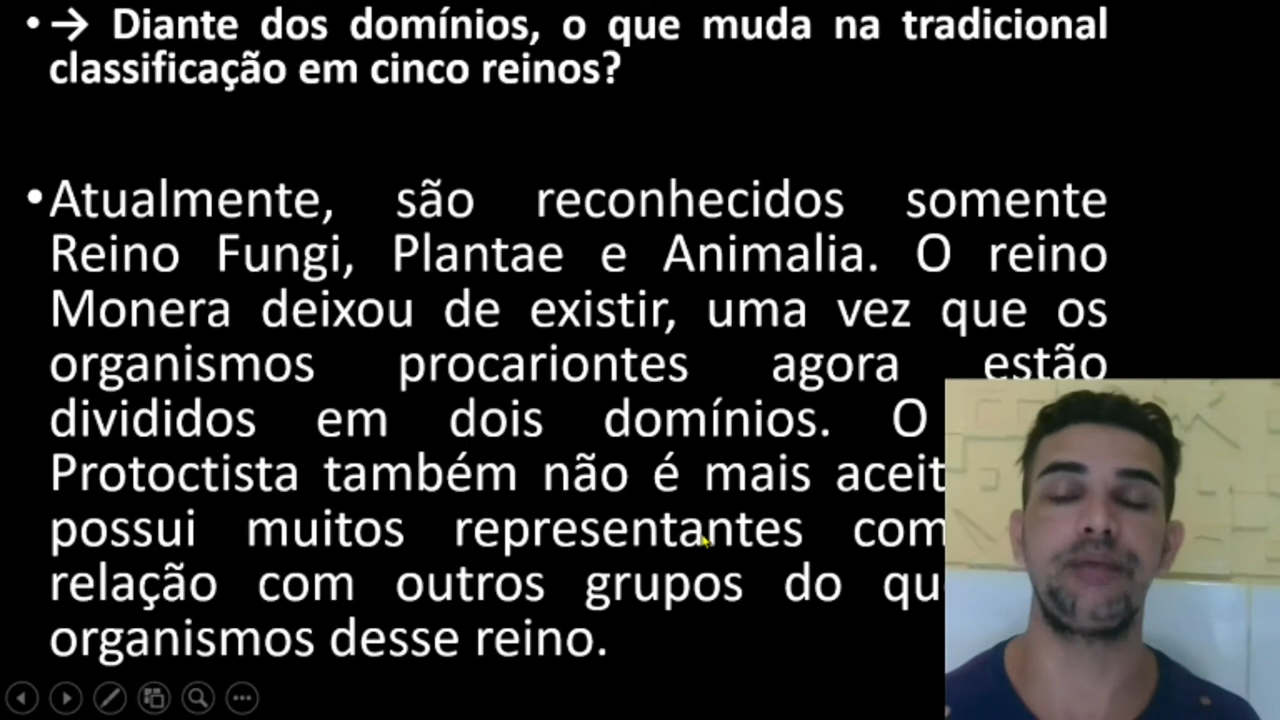 • → Diante dos domínios, o que muda na tradicional
classificação em cinco reinos?
• Atualmente, são reconhecidos somente
Reino Fungi, Plantae e Animalia. O reino
Monera deixou de existir, uma vez que os
organismos procariontes agora estão
divididos em dois domínios. O
Protoctista também não é mais aceit
possui muitos representantes com
relação com outros grupos do qu
organismos desse reino.